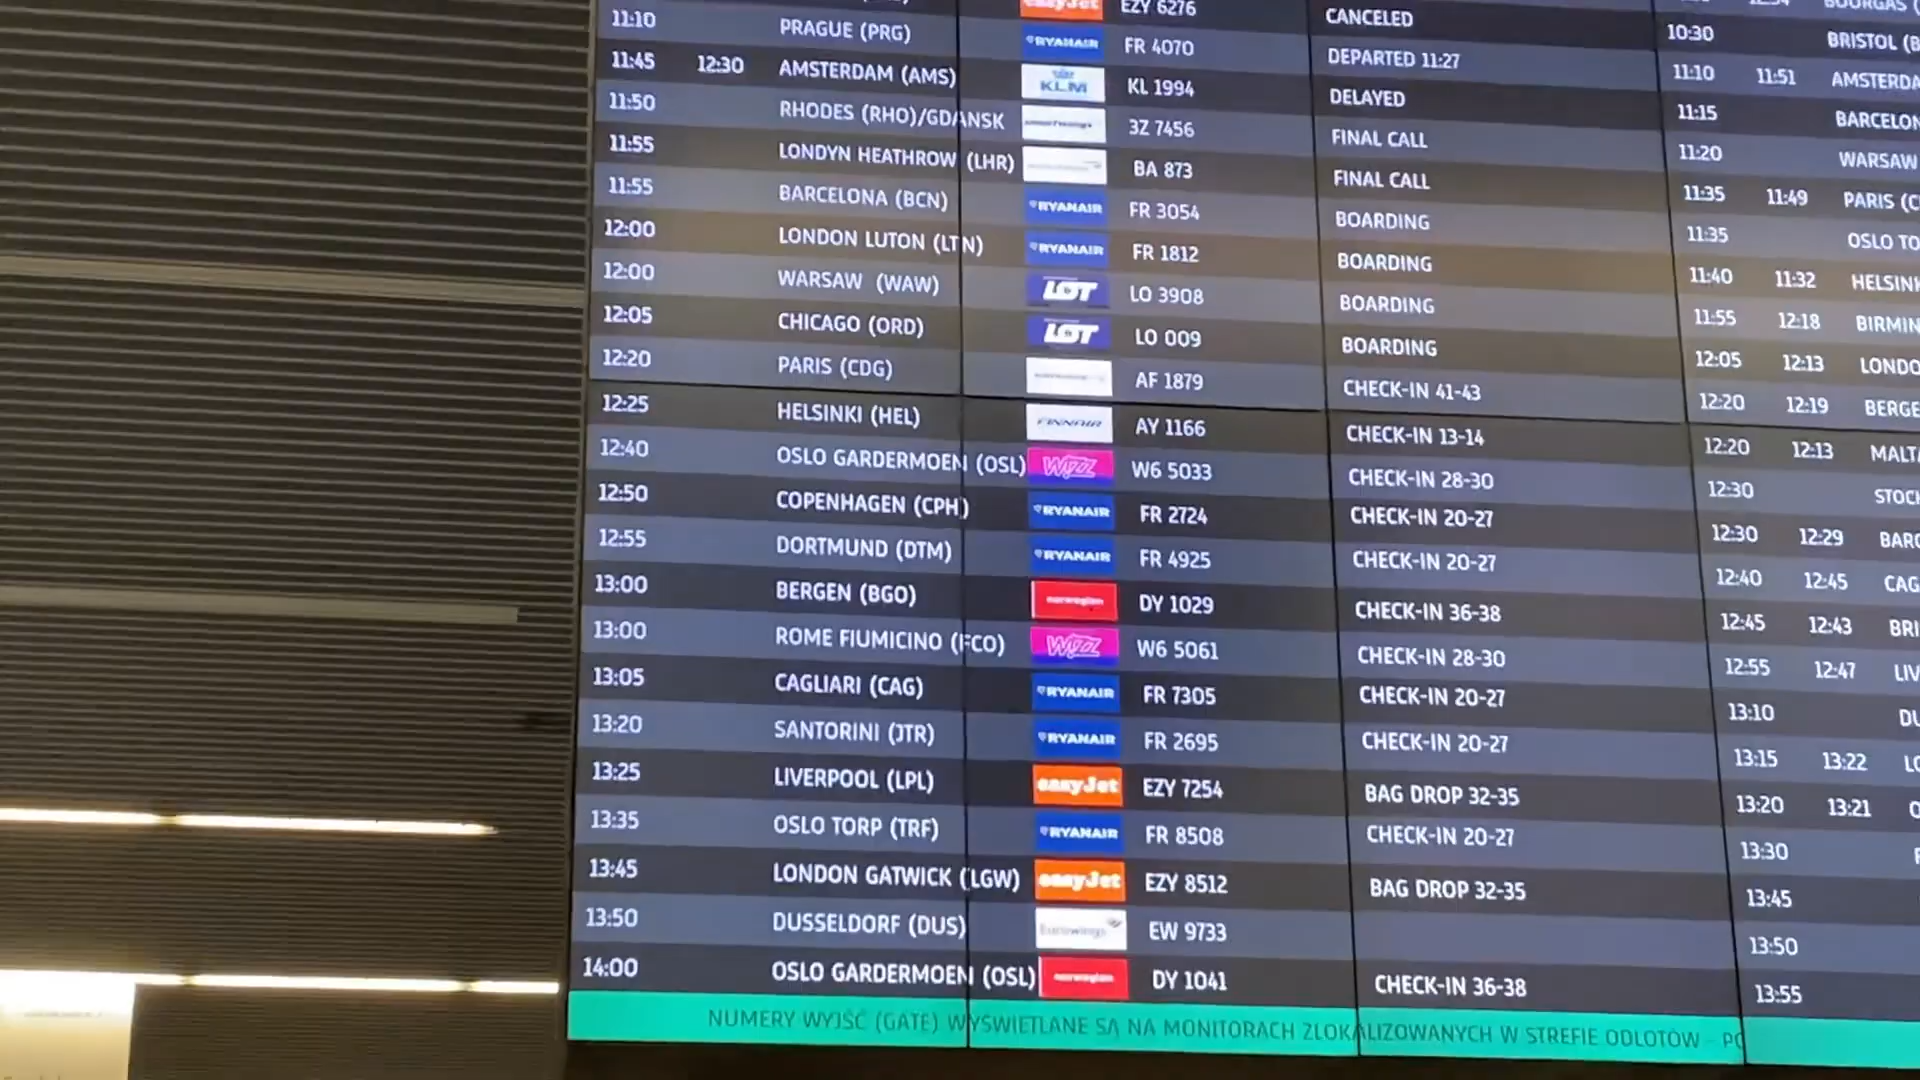 easyJet EZY 6276 CANCELED
11:10 PRAGUE (PRG) RYANAIR FR 4070 DEPARTED 11:27 10:30 BRISTOL (B
11:45 12:30 AMSTERDAM (AMS) KLM KL 1994 DELAYED 11:10 11:51 AMSTERDA
11:50 RHODES (RHO)/GDANSK 3Z 7456 FINAL CALL 11:15 BARCELON
11:55 LONDYN HEATHROW (LHR) BA 873 FINAL CALL 11:20 WARSAW
11:55 BARCELONA (BCN) RYANAIR FR 3054 BOARDING 11:35 11:49 PARIS (C
12:00 LONDON LUTON (LTN) RYANAIR FR 1812 BOARDING 11:35 OSLO TO
12:00 WARSAW (WAW) LOT LO 3908 BOARDING 11:40 11:32 HELSINK
12:05 CHICAGO (ORD) LOT LO 009 BOARDING 11:55 12:18 BIRMIN
12:20 PARIS (CDG) AF 1879 CHECK-IN 41-43 12:05 12:13 LONDO
12:25 HELSINKI (HEL) FINNAIR AY 1166 CHECK-IN 13-14 12:20 12:19 BERGE
12:40 OSLO GARDERMOEN (OSL) WIZZ W6 5033 CHECK-IN 28-30 12:20 12:13 MALTA
12:50 COPENHAGEN (CPH) RYANAIR FR 2724 CHECK-IN 20-27 12:30 STOC
12:55 DORTMUND (DTM) RYANAIR FR 4925 CHECK-IN 20-27 12:30 12:29 BARC
13:00 BERGEN (BGO) norwegian DY 1029 CHECK-IN 36-38 12:40 12:45 CAG
13:00 ROME FIUMICINO (FCO) WIZZ W6 5061 CHECK-IN 28-30 12:45 12:43 BRI
13:05 CAGLIARI (CAG) RYANAIR FR 7305 CHECK-IN 20-27 12:55 12:47 LIV
13:20 SANTORINI (JTR) RYANAIR FR 2695 CHECK-IN 20-27 13:10 DU
13:25 LIVERPOOL (LPL) easyJet EZY 7254 BAG DROP 32-35 13:15 13:22 LO
13:35 OSLO TORP (TRF) RYANAIR FR 8508 CHECK-IN 20-27 13:20 13:21
13:45 LONDON GATWICK (LGW) easyJet EZY 8512 BAG DROP 32-35 13:30
13:50 DUSSELDORF (DUS) Eurowings EW 9733 13:45
14:00 OSLO GARDERMOEN (OSL) norwegian DY 1041 CHECK-IN 36-38 13:50
13:55
NUMERY WYJŚĆ (GATE) WYŚWIETLANE SĄ NA MONITORACH ZLOKALIZOWANYCH W STREFIE ODLOTÓW - PO